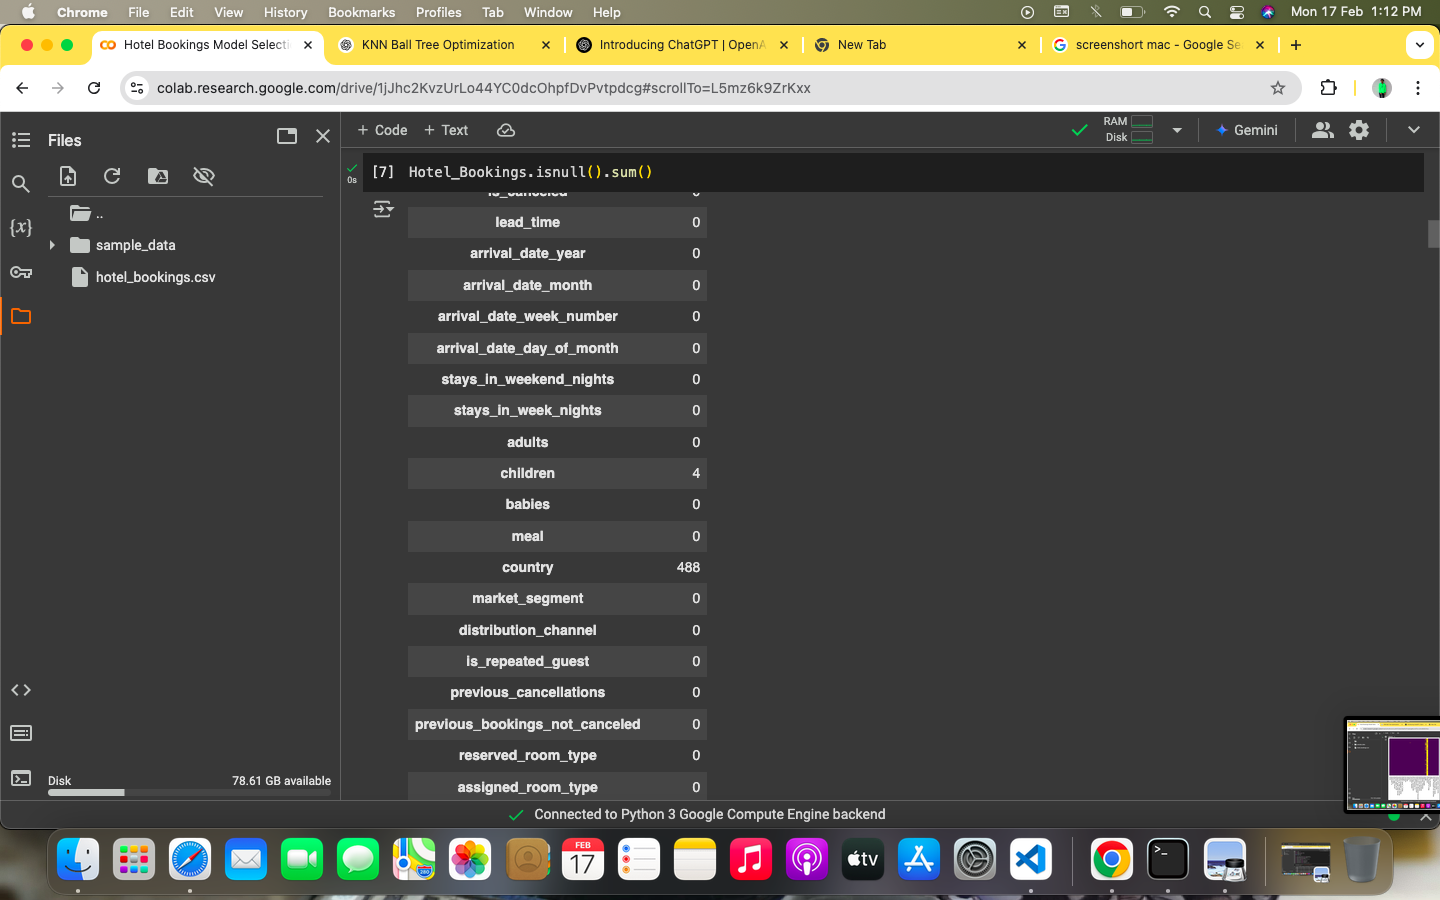 Chrome File Edit View History Bookmarks Profiles Tab Window Help Mon 17 Feb 1:12 PM
Hotel Bookings Model Selecti KNN Ball Tree Optimization Introducing ChatGPT | OpenA New Tab screenshort mac - Google Se
colab.research.google.com/drive/1jJhc2KvzUrLo44YC0dcOhpfDvPvtpdcg#scrollTo=L5mz6k9ZrKxx
Files
+ Code + Text
RAM
Disk
Gemini
..
sample_data
hotel_bookings.csv
Disk 78.61 GB available
0s
[7] Hotel_Bookings.isnull().sum()
is_canceled 0
lead_time 0
arrival_date_year 0
arrival_date_month 0
arrival_date_week_number 0
arrival_date_day_of_month 0
stays_in_weekend_nights 0
stays_in_week_nights 0
adults 0
children 4
babies 0
meal 0
country 488
market_segment 0
distribution_channel 0
is_repeated_guest 0
previous_cancellations 0
previous_bookings_not_canceled 0
reserved_room_type 0
assigned_room_type 0
Connected to Python 3 Google Compute Engine backend
FEB
17
tv